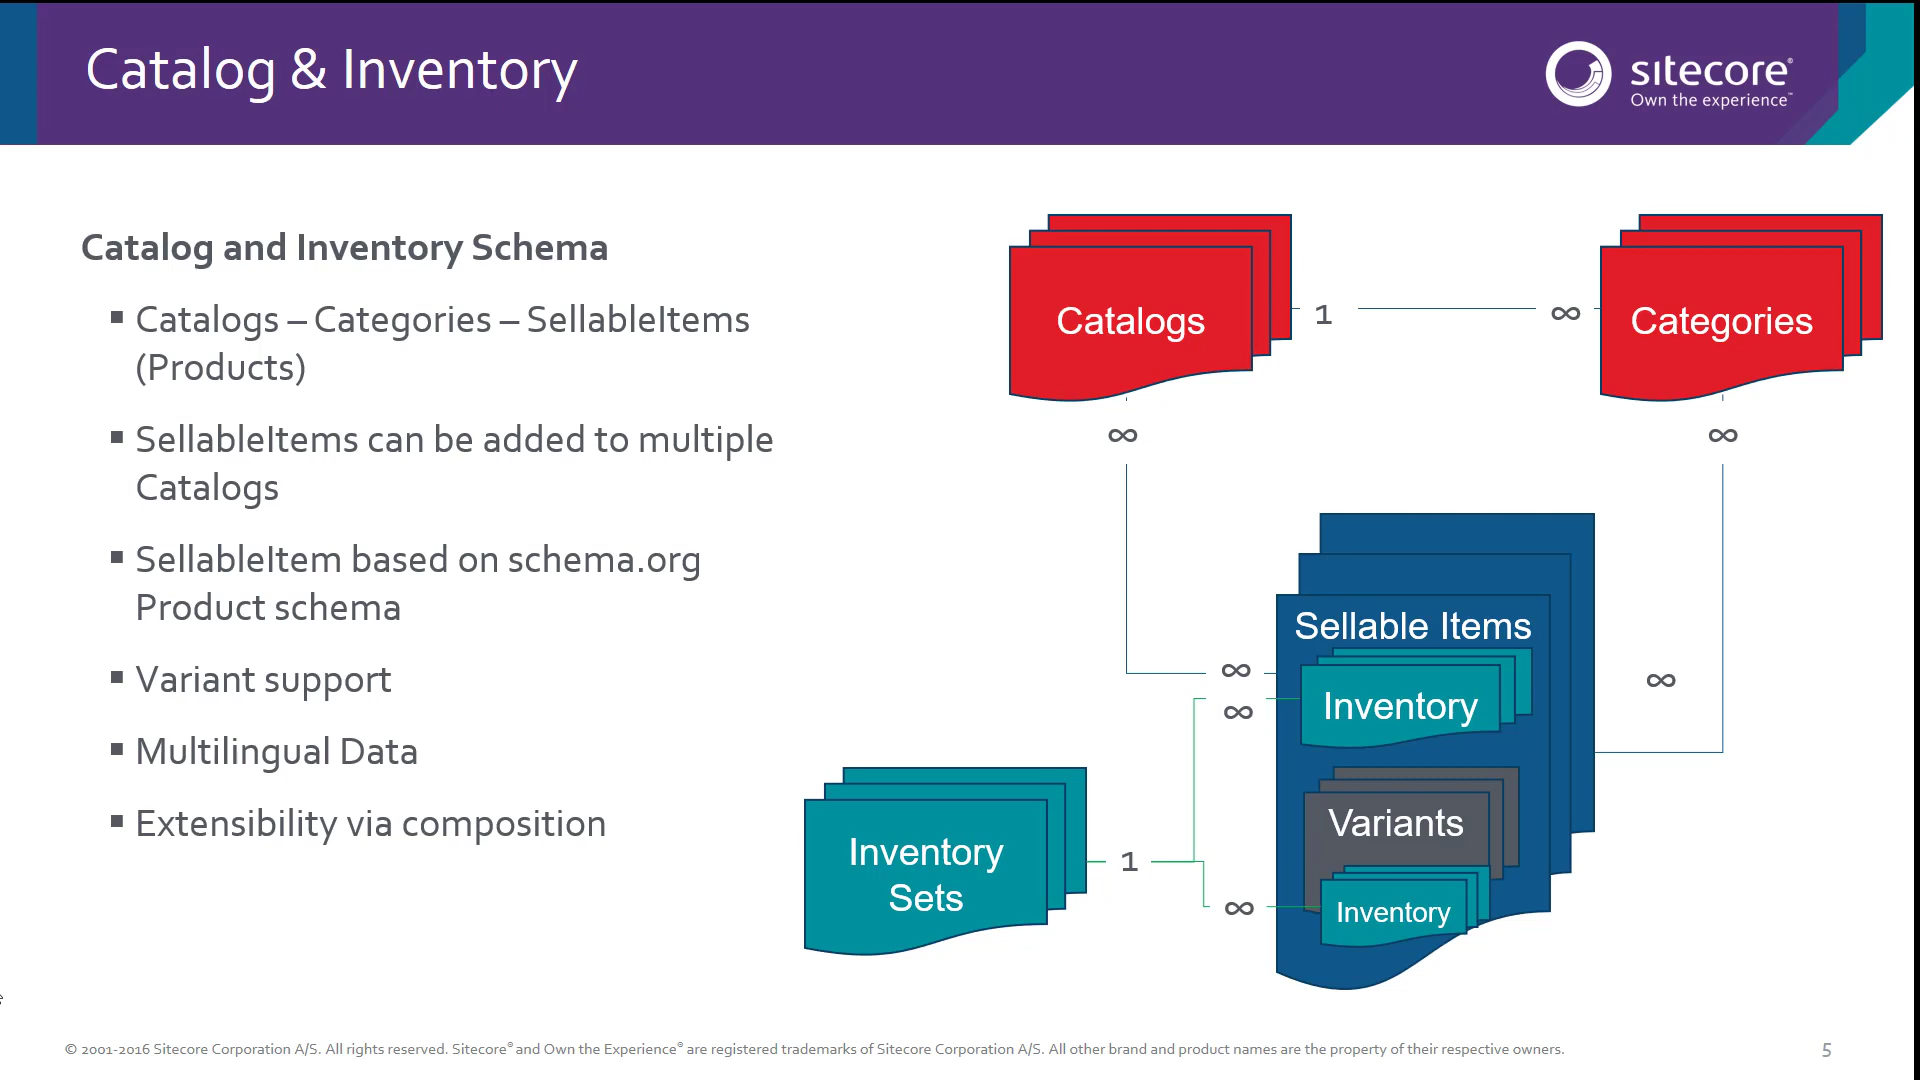 Catalog & Inventory
sıtecore®
Own the experience™
Catalog and Inventory Schema
▪ Catalogs – Categories – SellableItems
(Products)
▪ SellableItems can be added to multiple
Catalogs
▪ SellableItem based on schema.org
Product schema
▪ Variant support
▪ Multilingual Data
▪ Extensibility via composition
Catalogs
1
∞
Categories
∞
∞
Sellable Items
∞
∞
Inventory
∞
Variants
Inventory
Sets
1
∞
Inventory
© 2001-2016 Sitecore Corporation A/S. All rights reserved. Sitecore® and Own the Experience® are registered trademarks of Sitecore Corporation A/S. All other brand and product names are the property of their respective owners.
5